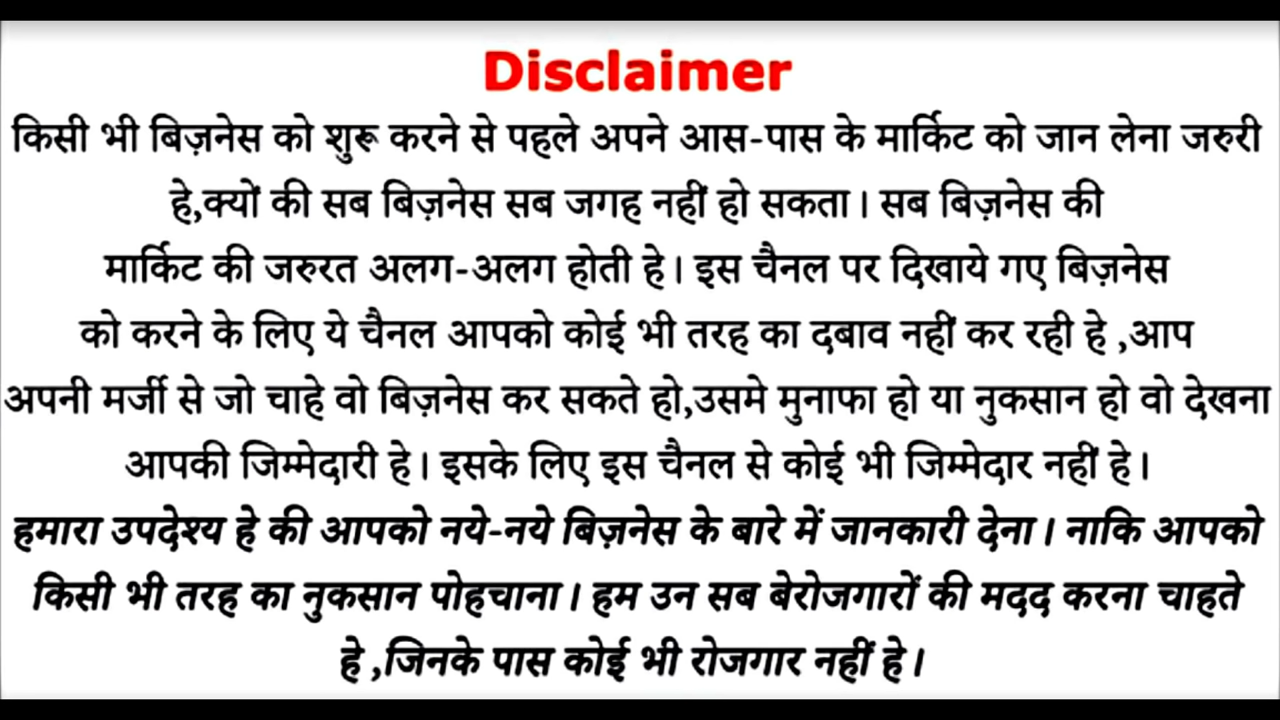 Disclaimer
किसी भी बिज़नेस को शुरू करने से पहले अपने आस-पास के मार्किट को जान लेना जरुरी
हे,क्यों की सब बिज़नेस सब जगह नहीं हो सकता। सब बिज़नेस की
मार्किट की जरुरत अलग-अलग होती हे। इस चैनल पर दिखाये गए बिज़नेस
को करने के लिए ये चैनल आपको कोई भी तरह का दबाव नहीं कर रही हे ,आप
अपनी मर्जी से जो चाहे वो बिज़नेस कर सकते हो,उसमे मुनाफा हो या नुकसान हो वो देखना
आपकी जिम्मेदारी हे। इसके लिए इस चैनल से कोई भी जिम्मेदार नहीं हे।
हमारा उपदेश्य हे की आपको नये-नये बिज़नेस के बारे में जानकारी देना। नाकि आपको
किसी भी तरह का नुकसान पोहचाना। हम उन सब बेरोजगारों की मदद करना चाहते
हे ,जिनके पास कोई भी रोजगार नहीं हे।